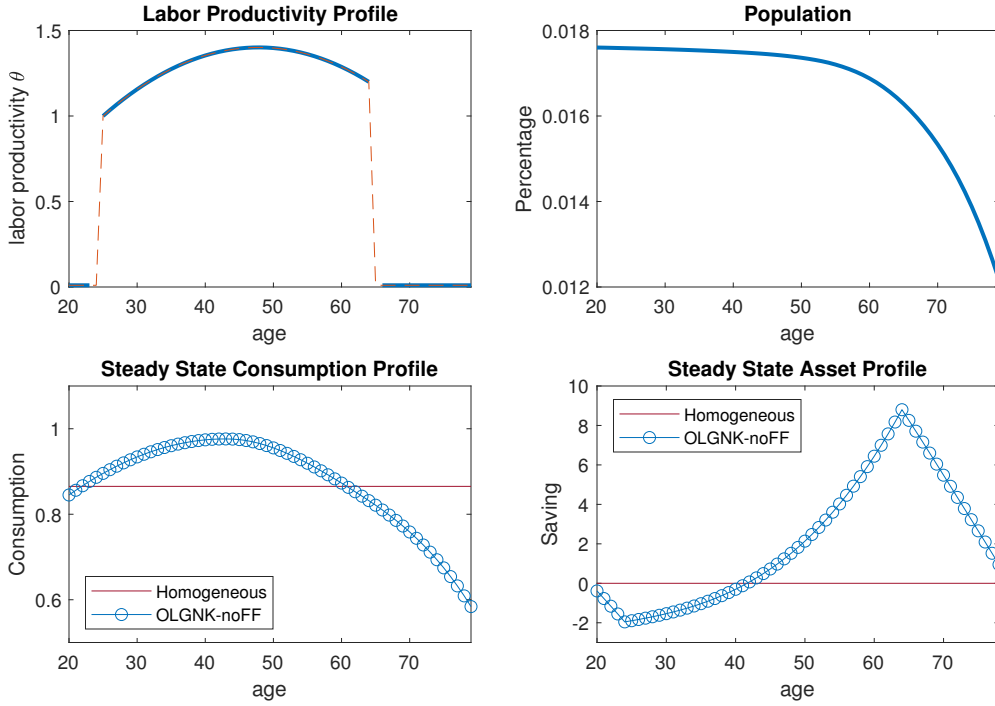 Labor Productivity Profile
1.5
1
0.5
0
labor productivity θ
20 30 40 50 60 70
age
Population
0.018
0.016
0.014
0.012
Percentage
20 30 40 50 60 70
age
Steady State Consumption Profile
1
0.8
0.6
Consumption
Homogeneous
OLGNK-noFF
20 30 40 50 60 70
age
Steady State Asset Profile
10
8
6
4
2
0
-2
Saving
Homogeneous
OLGNK-noFF
20 30 40 50 60 70
age